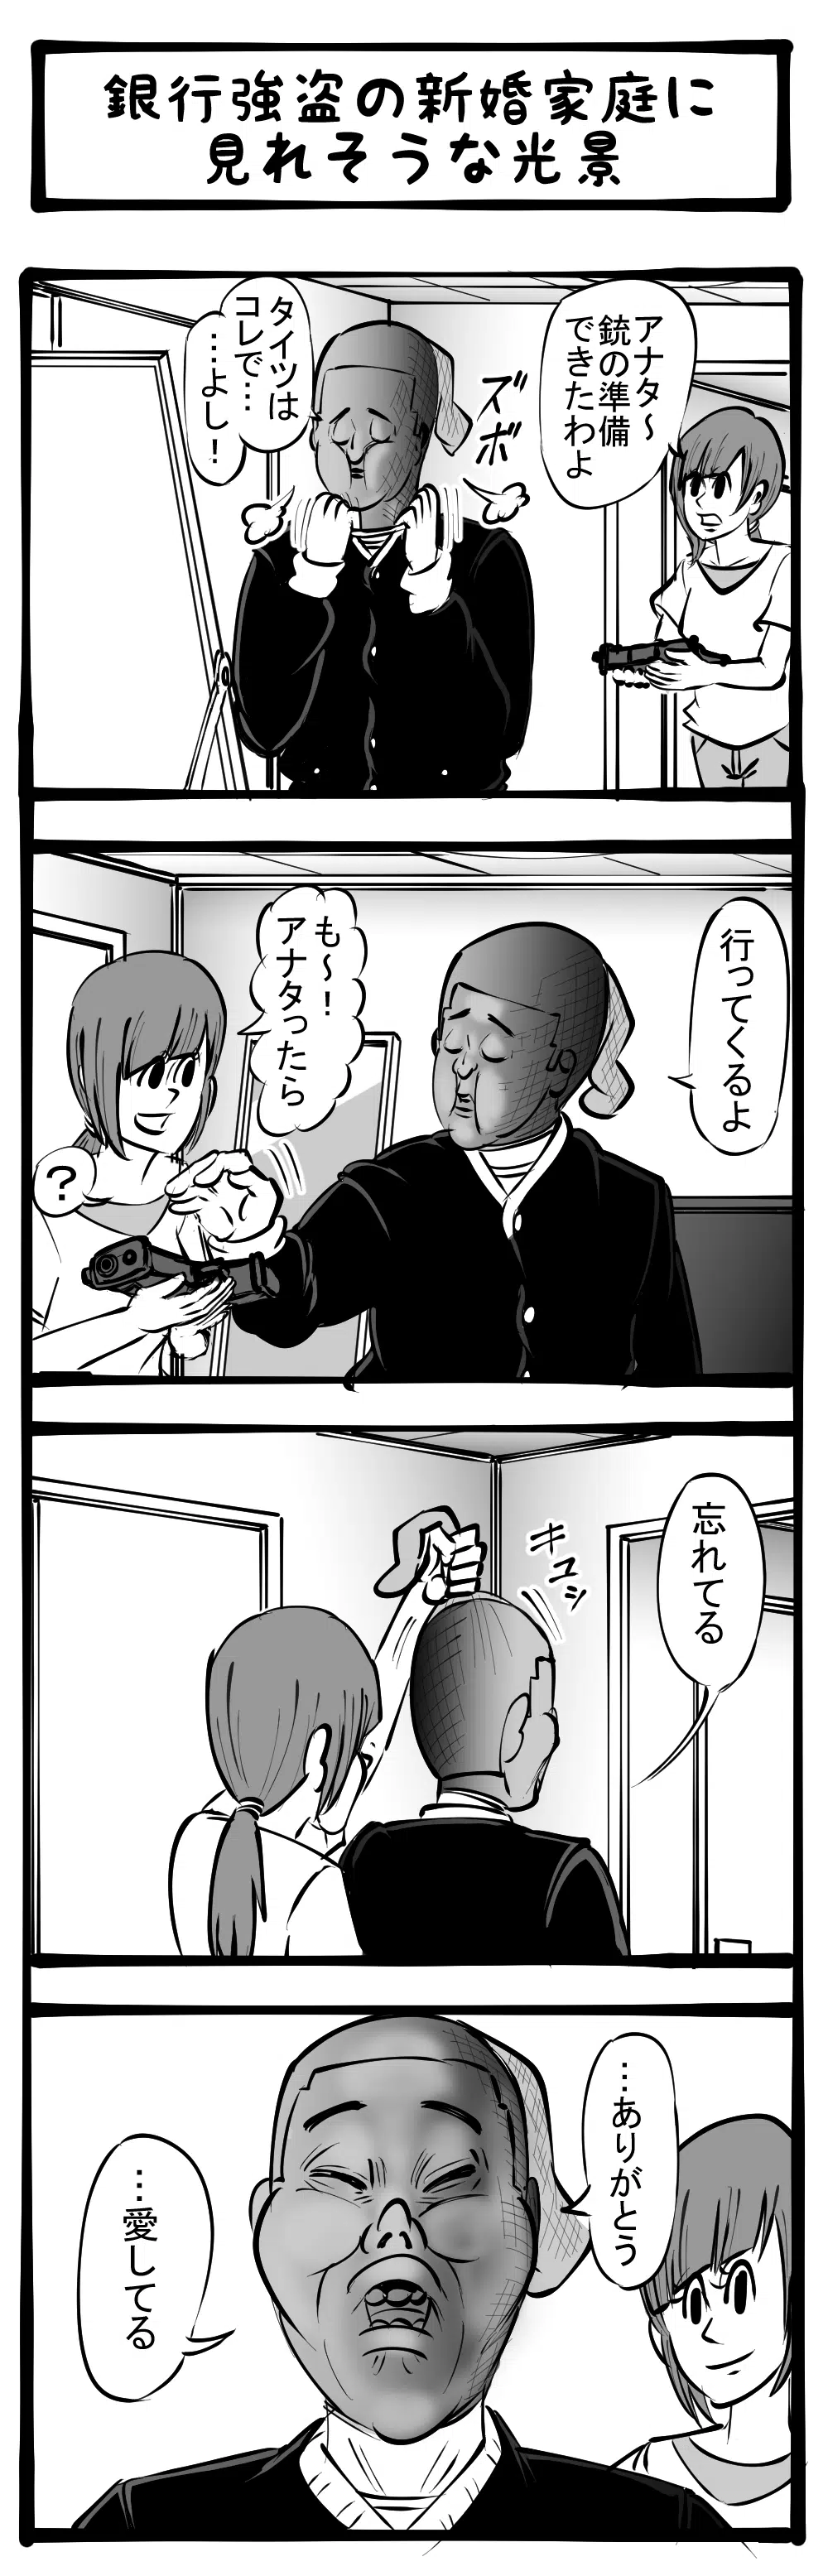 銀行強盗の新婚家庭に
見れそうな光景
アナタ～
銃の準備
できたわよ
ズボ
タイツは
コレで…
…よし！
行ってくるよ
も～！
アナタったら
？
忘れてる
キュッ
…ありがとう
…愛してる